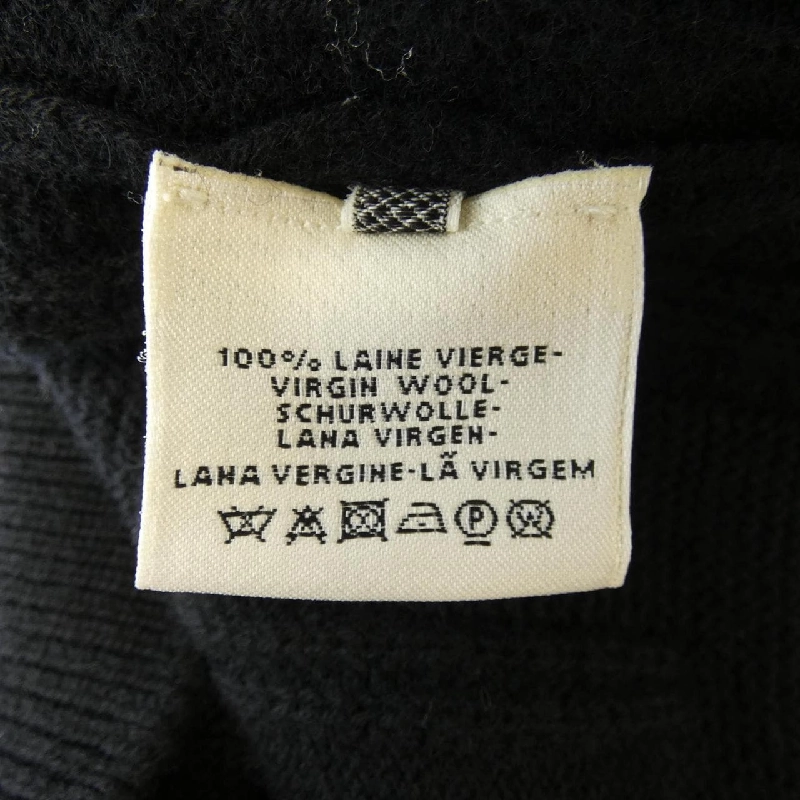 100% LAINE VIERGE-
VIRGIN WOOL-
SCHURWOLLE-
LANA VIRGEN-
LANA VERGINE-LÃ VIRGEM
P W